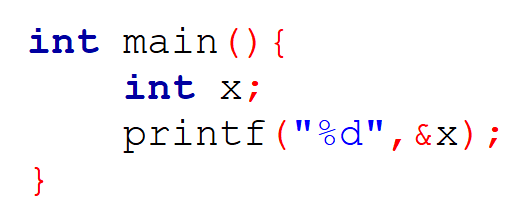 int main(){
    int x;
    printf("%d",&x);
}